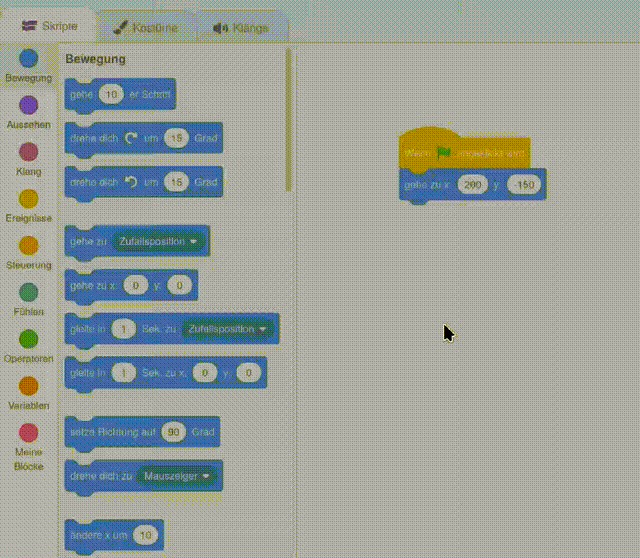 Skripte
Kostüme
Klänge
Bewegung
Aussehen
Klang
Ereignisse
Steuerung
Fühlen
Operatoren
Variablen
Meine
Blöcke
Bewegung
gehe 10 er Schritt
drehe dich um 15 Grad
drehe dich um 15 Grad
gehe zu Zufallsposition
gehe zu x: 0 y: 0
gleite in 1 Sek. zu Zufallsposition
gleite in 1 Sek. zu x: 0 y: 0
setze Richtung auf 90 Grad
drehe dich zu Mauszeiger
ändere x um 10
Wenn angeklickt wird
gehe zu x: 200 y: -150